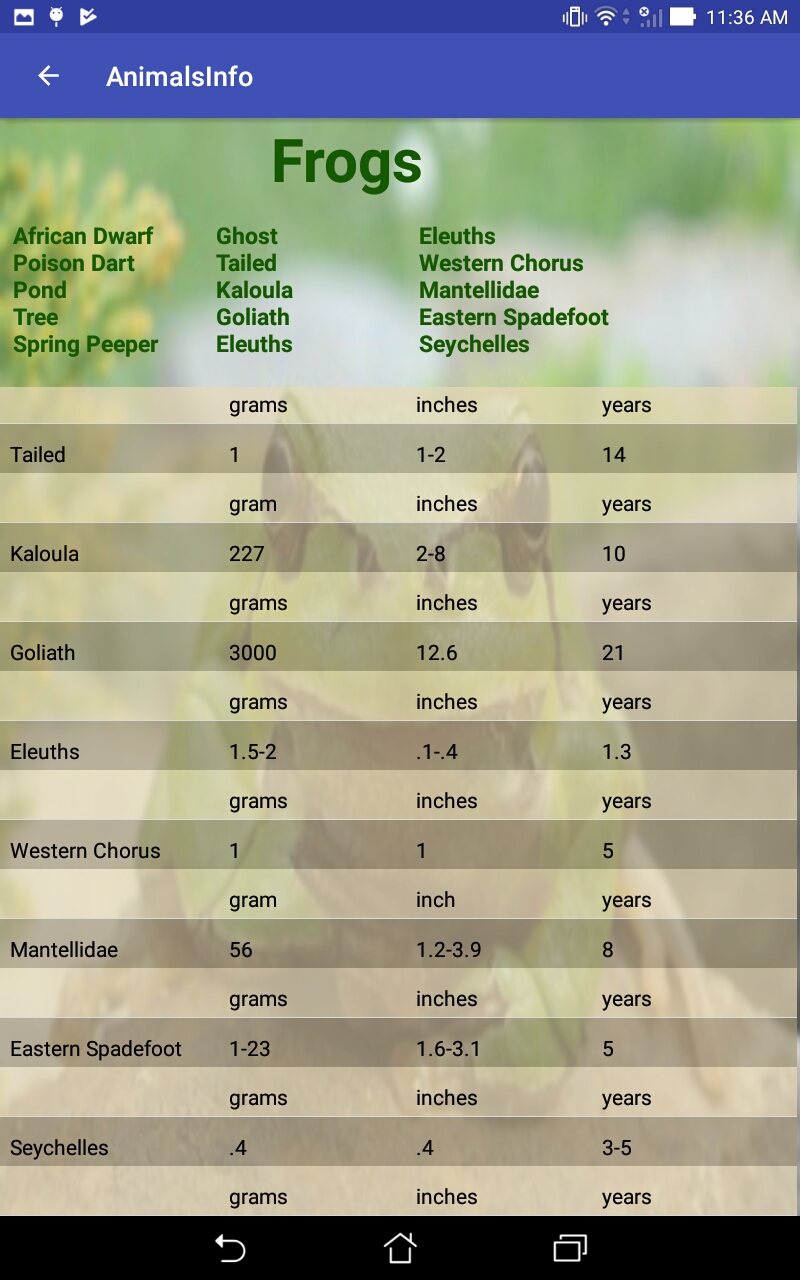 11:36 AM
AnimalsInfo
Frogs
African Dwarf Ghost Eleuths
Poison Dart Tailed Western Chorus
Pond Kaloula Mantellidae
Tree Goliath Eastern Spadefoot
Spring Peeper Eleuths Seychelles
grams inches years
Tailed 1 1-2 14
gram inches years
Kaloula 227 2-8 10
grams inches years
Goliath 3000 12.6 21
grams inches years
Eleuths 1.5-2 .1-.4 1.3
grams inches years
Western Chorus 1 1 5
gram inch years
Mantellidae 56 1.2-3.9 8
grams inches years
Eastern Spadefoot 1-23 1.6-3.1 5
grams inches years
Seychelles .4 .4 3-5
grams inches years